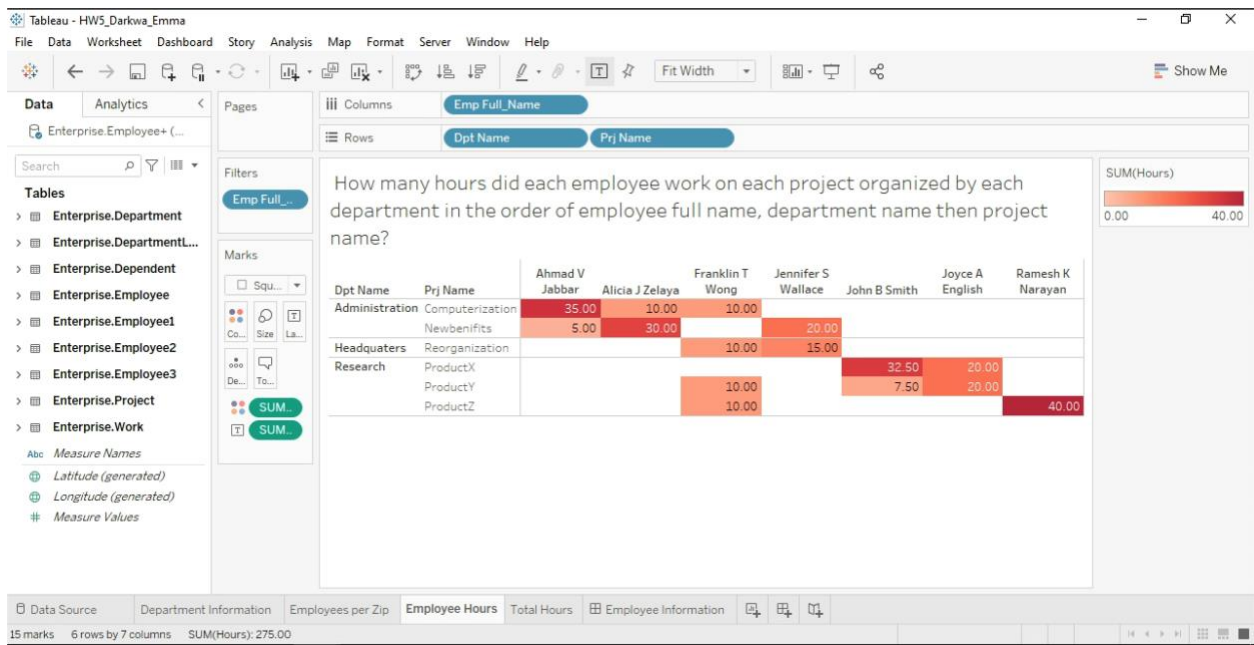 Tableau - HW5_Darkwa_Emma
File Data Worksheet Dashboard Story Analysis Map Format Server Window Help
Fit Width
Show Me
Data Analytics
Enterprise.Employee+ (...
Search
Tables
Enterprise.Department
Enterprise.DepartmentL...
Enterprise.Dependent
Enterprise.Employee
Enterprise.Employee1
Enterprise.Employee2
Enterprise.Employee3
Enterprise.Project
Enterprise.Work
Abc Measure Names
Latitude (generated)
Longitude (generated)
# Measure Values
Pages
Filters
Emp Full_..
Marks
Squ...
Co... Size La...
De... To...
SUM..
SUM..
iii Columns Emp Full_Name
Rows Dpt Name Prj Name
How many hours did each employee work on each project organized by each
department in the order of employee full name, department name then project
name?
Ahmad V Franklin T Jennifer S Joyce A Ramesh K
Dpt Name Prj Name Jabbar Alicia J Zelaya Wong Wallace John B Smith English Narayan
Administration Computerization 35.00 10.00 10.00
Newbenifits 5.00 30.00 20.00
Headquaters Reorganization 10.00 15.00
Research ProductX 32.50 20.00
ProductY 10.00 7.50 20.00
ProductZ 10.00 40.00
SUM(Hours)
0.00 40.00
Data Source Department Information Employees per Zip Employee Hours Total Hours Employee Information
15 marks 6 rows by 7 columns SUM(Hours): 275.00